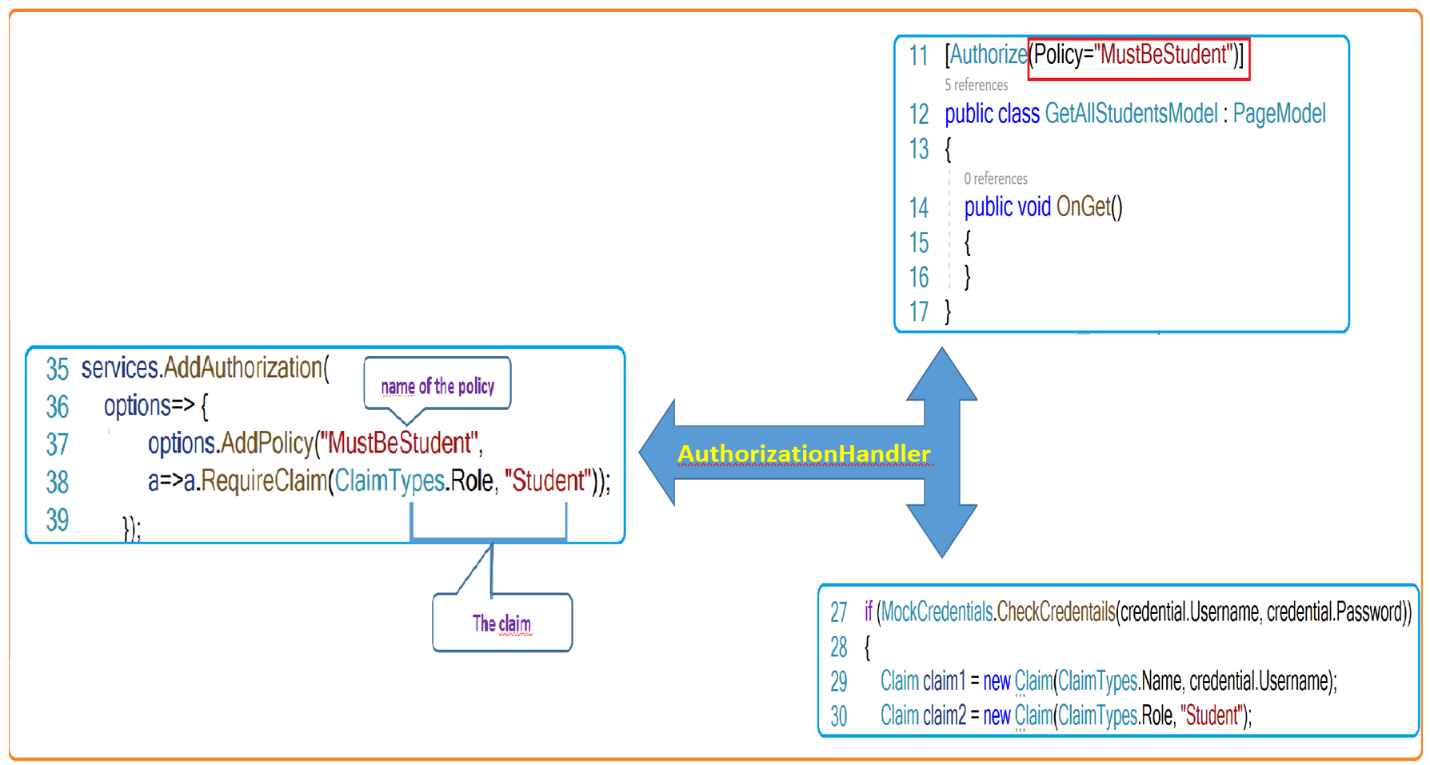 11 [Authorize(Policy="MustBeStudent")]
5 references
12 public class GetAllStudentsModel : PageModel
13 {
0 references
14 public void OnGet()
15 {
16 }
17 }
35 services.AddAuthorization(
36 options=> {
name of the policy
37 options.AddPolicy("MustBeStudent",
38 a=>a.RequireClaim(ClaimTypes.Role, "Student"));
39 });
The claim
AuthorizationHandler
27 if (MockCredentials.CheckCredentails(credential.Username, credential.Password))
28 {
29 Claim claim1 = new Claim(ClaimTypes.Name, credential.Username);
30 Claim claim2 = new Claim(ClaimTypes.Role, "Student");